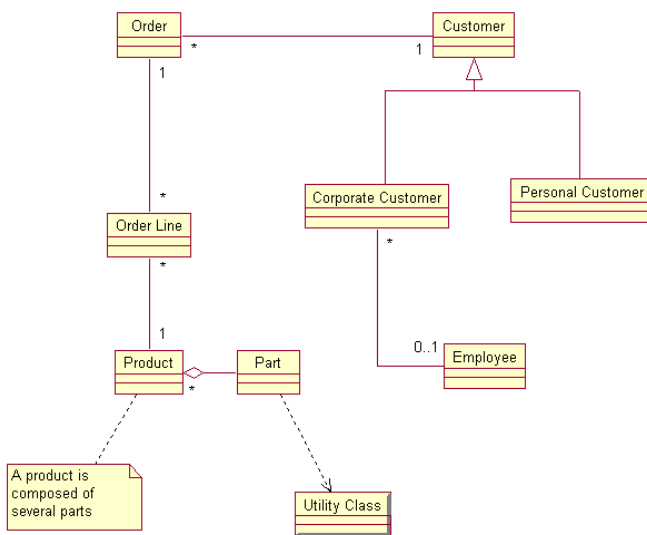 Order
Customer
*
1
1
Corporate Customer
Personal Customer
*
Order Line
*
*
0..1
1
Product
Part
Employee
*
A product is
composed of
several parts
Utility Class